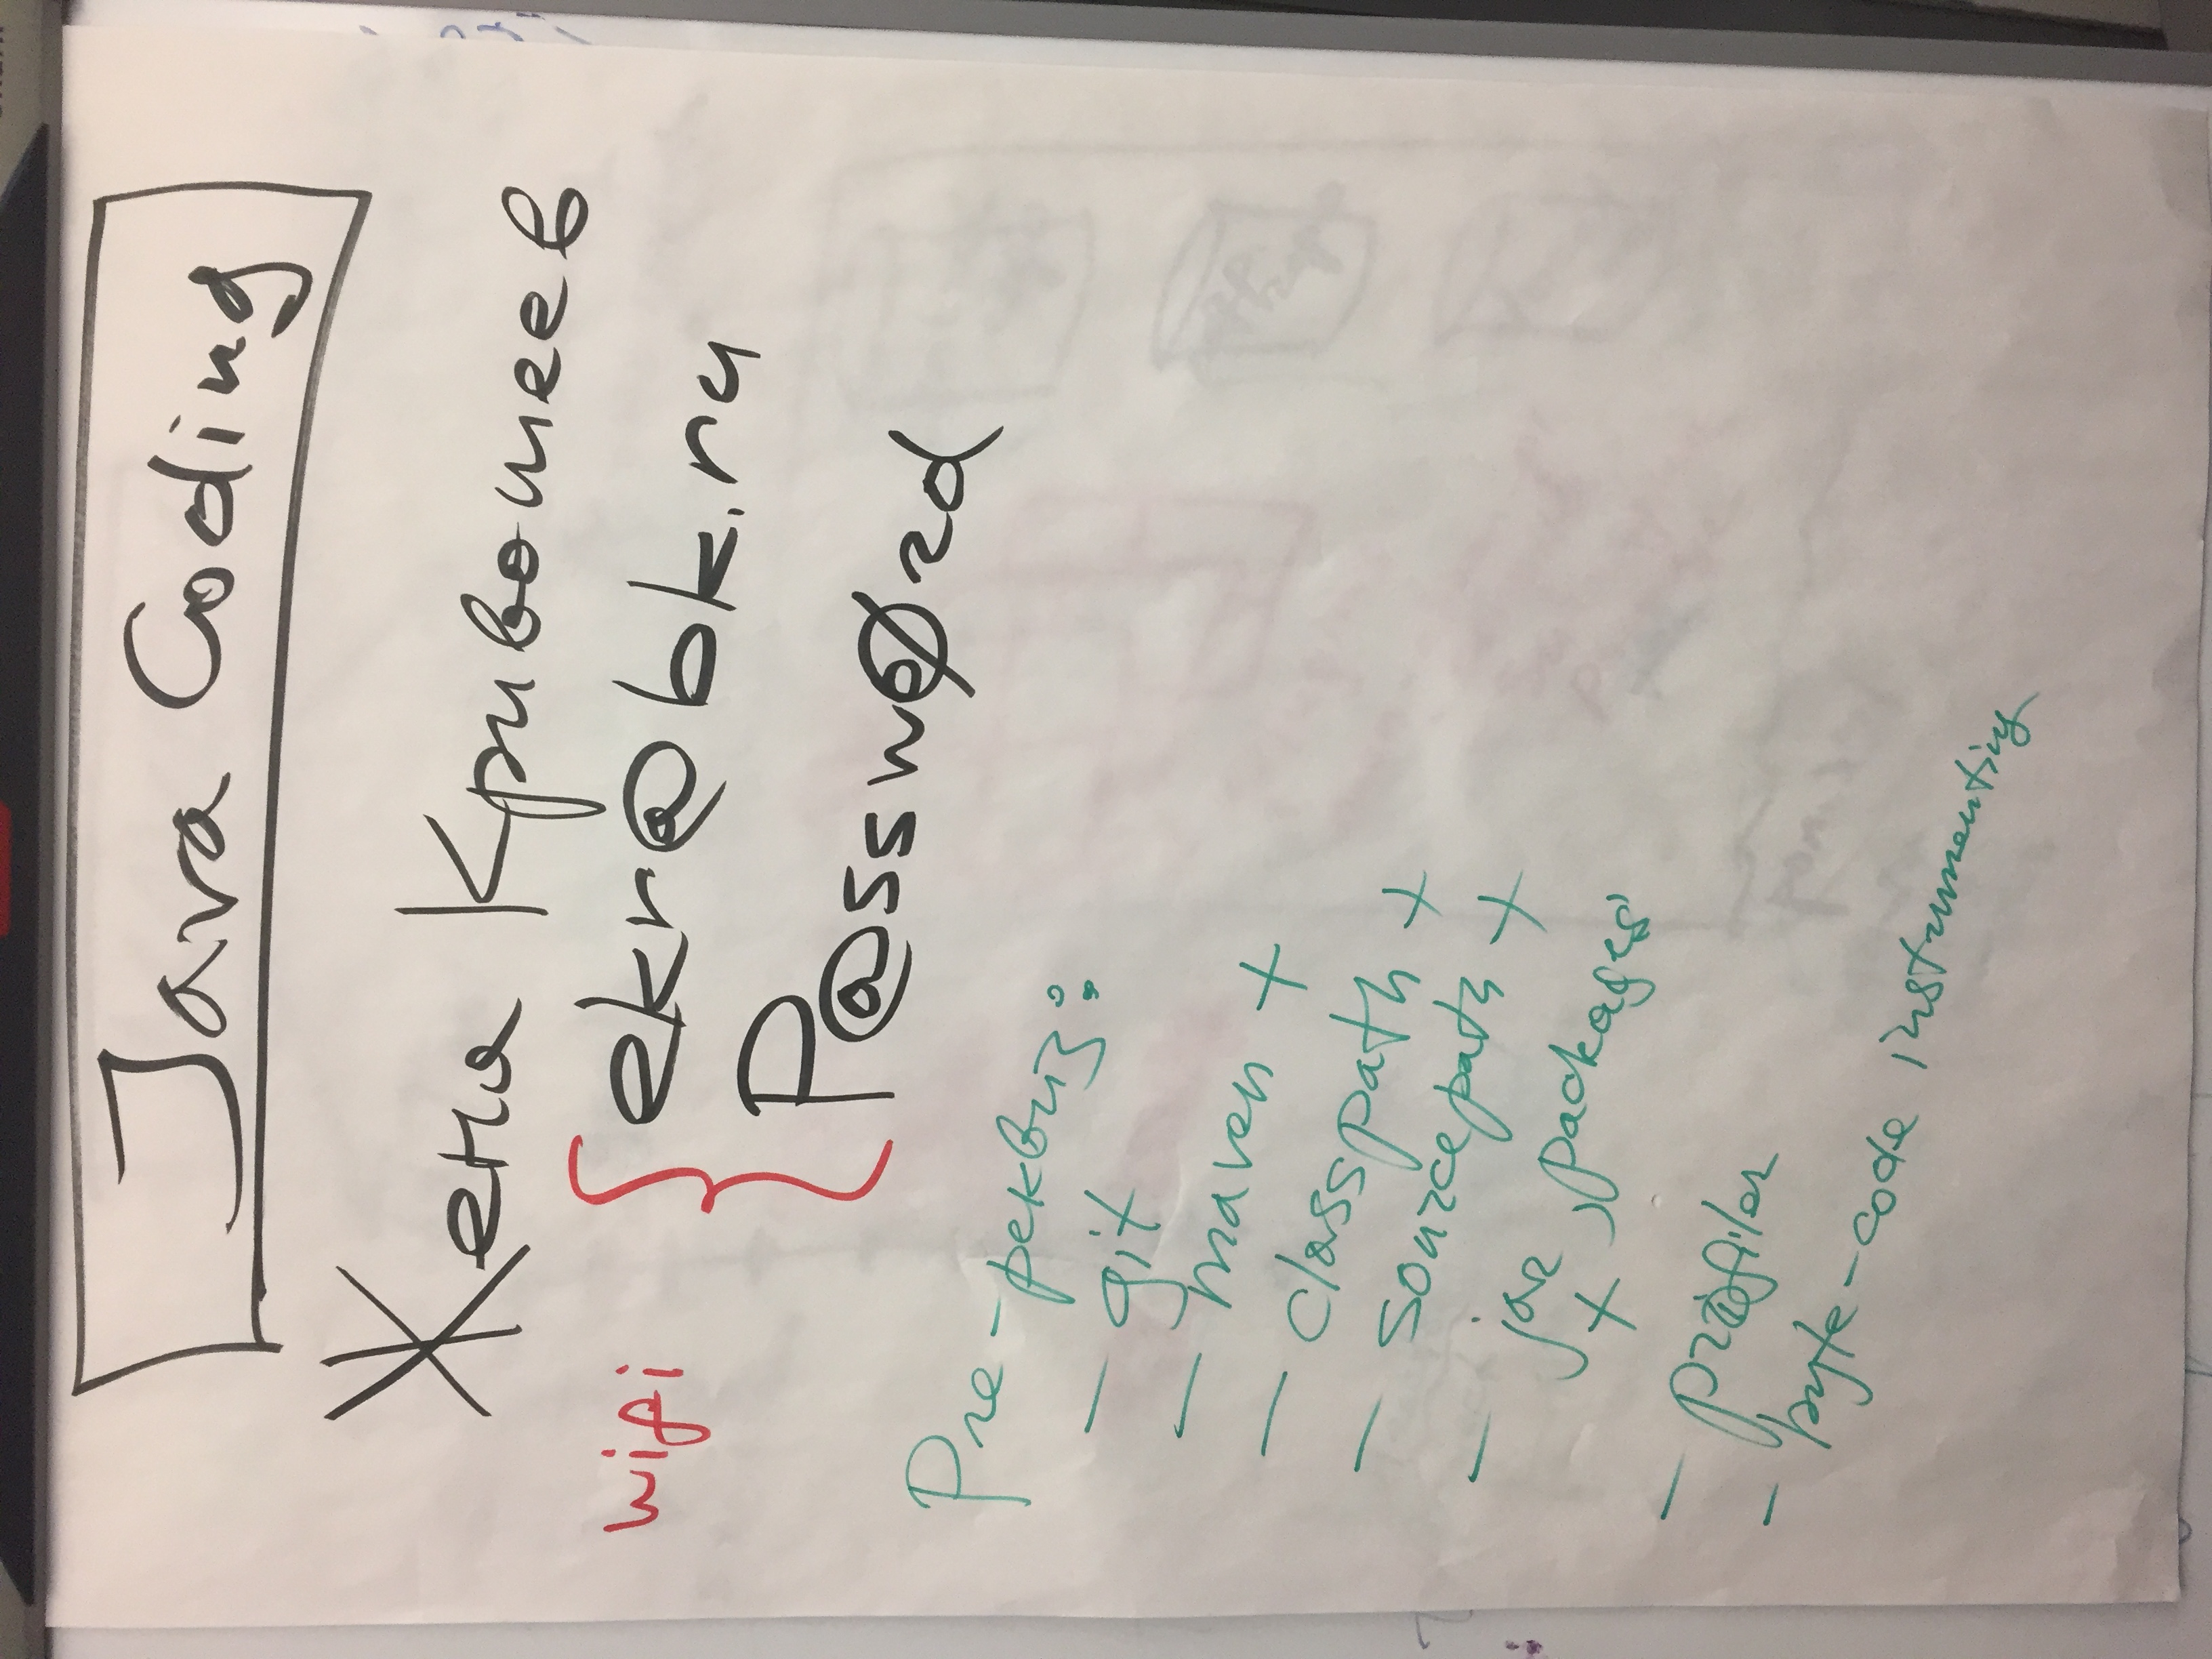 Java Coding
Женя Кривошеев
wifi
ekr@bk.ru
P@ssw0rd
Pre-реквиз:
- git
- maven +
- classpath +
- sourcepath +
- jar, packages
+
- profiler
- byte-code instrumenting